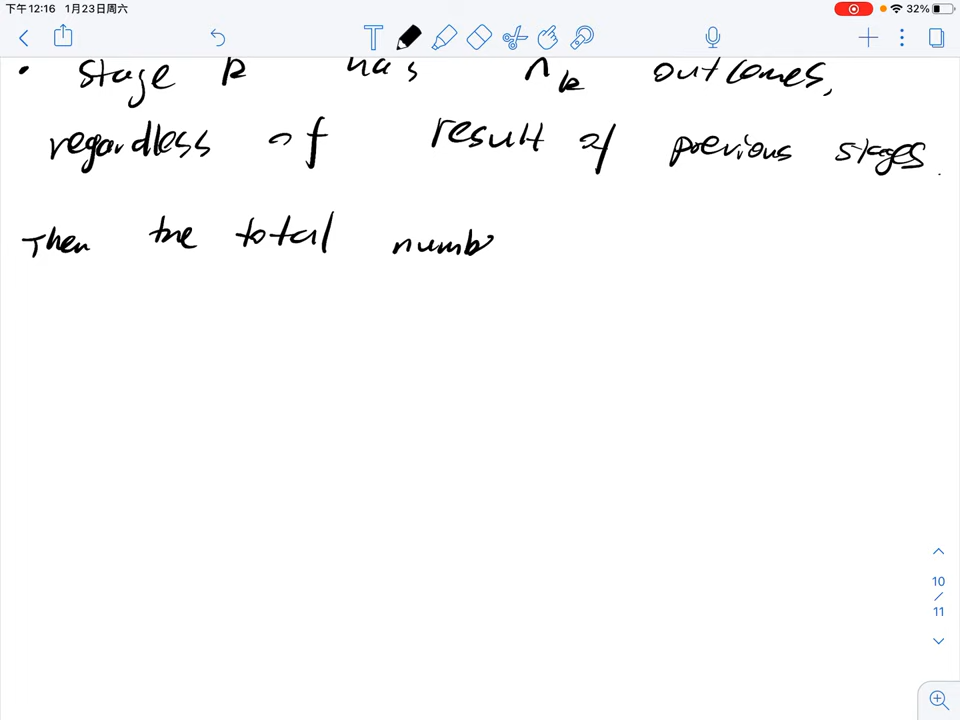 下午12:16 1月23日周六
32%
• stage k has n_k outcomes,
regardless of result of previous stages.
Then the total numb
10
/
11